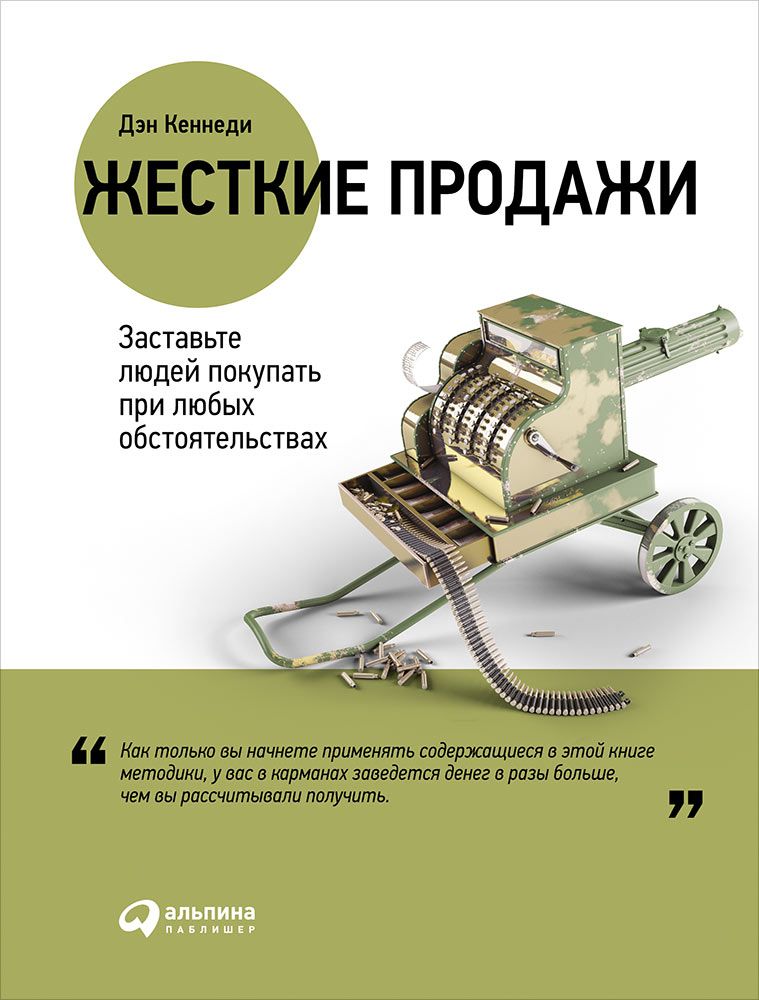 Дэн Кеннеди
ЖЕСТКИЕ ПРОДАЖИ
Заставьте
людей покупать
при любых
обстоятельствах
“ Как только вы начнете применять содержащиеся в этой книге
методики, у вас в карманах заведется денег в разы больше,
чем вы рассчитывали получить. ”
альпина
ПАБЛИШЕР